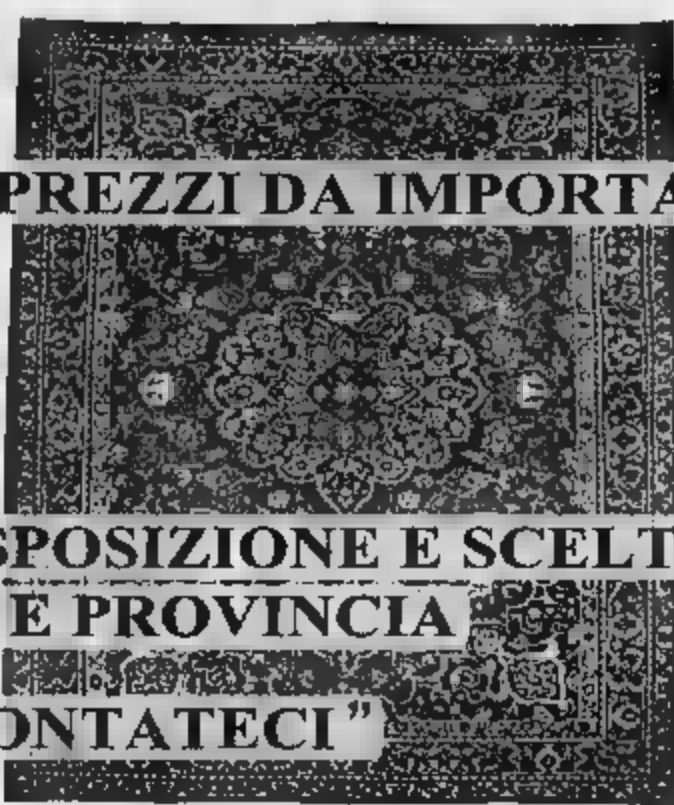 PREZZI DA IMPORTA
SPOSIZIONE E SCELT
E PROVINCIA
ONTATECI”